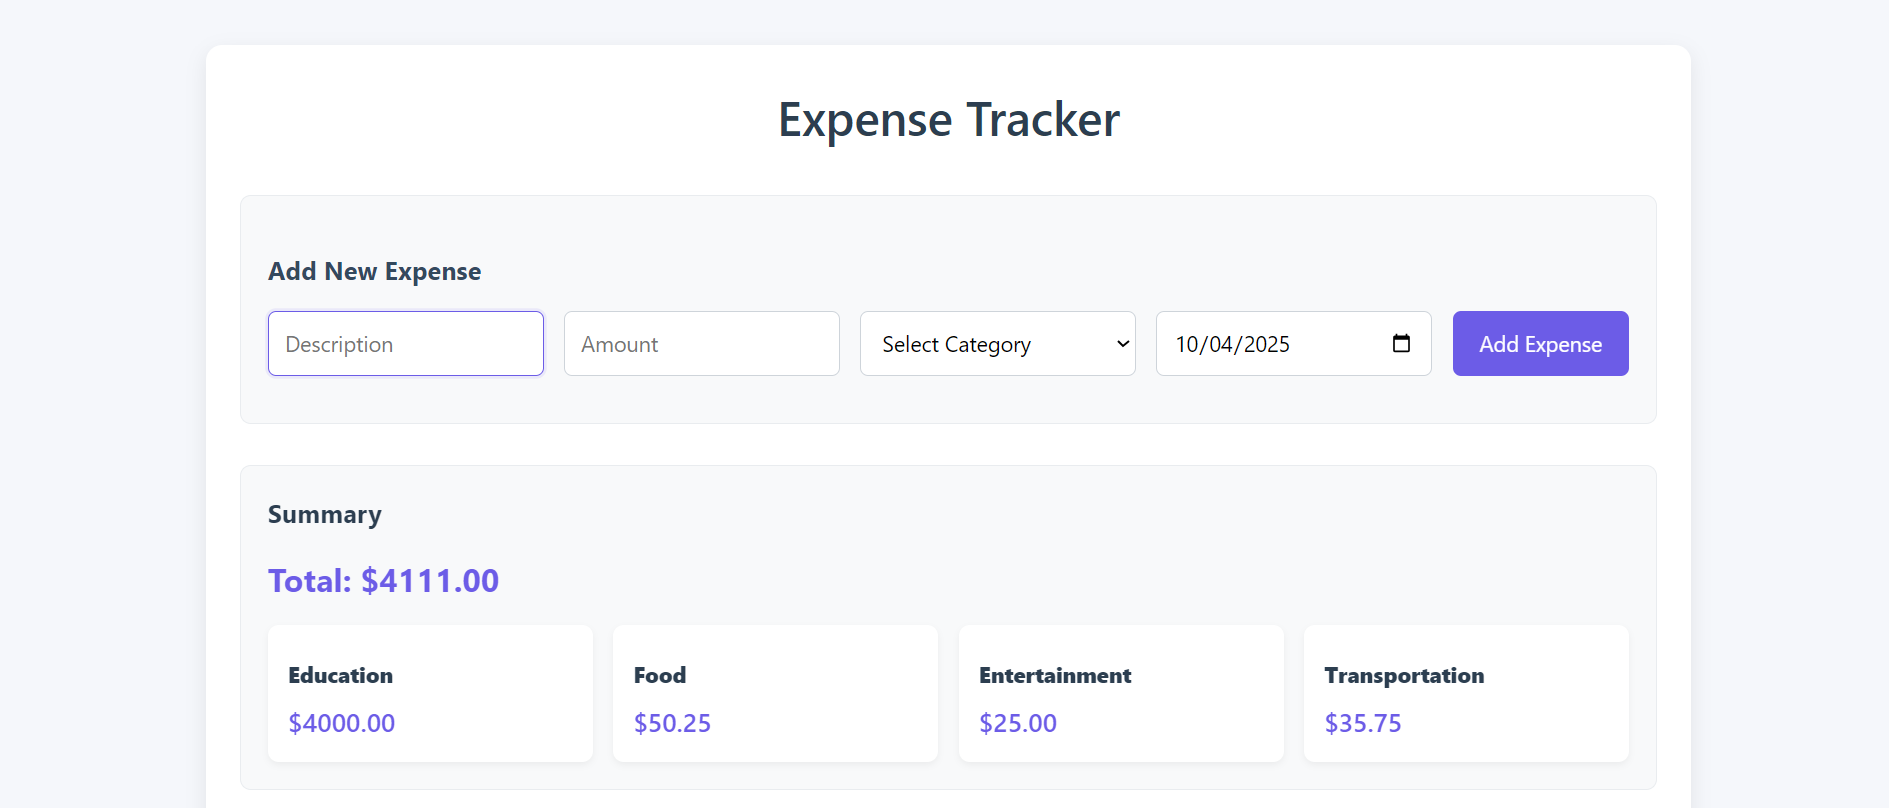 Expense Tracker
Add New Expense
Description Amount Select Category 10/04/2025 Add Expense
Summary
Total: $4111.00
Education Food Entertainment Transportation
$4000.00 $50.25 $25.00 $35.75